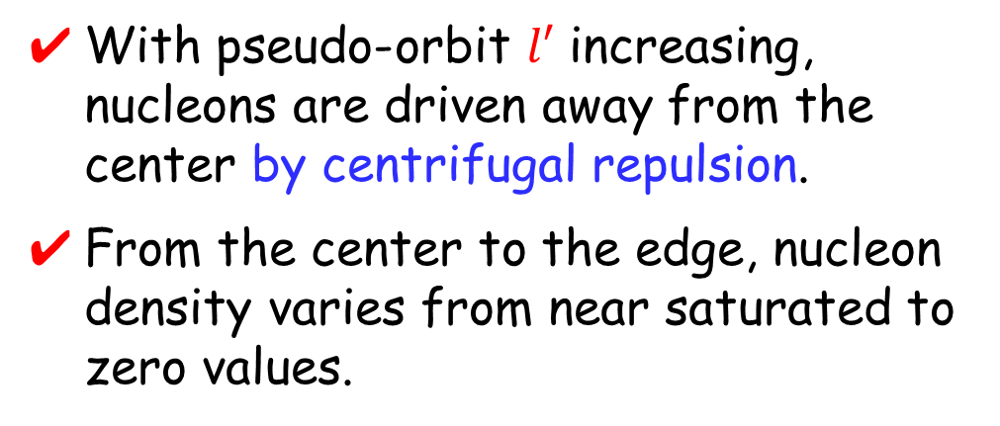 ✔ With pseudo-orbit l′ increasing,
nucleons are driven away from the
center by centrifugal repulsion.
✔ From the center to the edge, nucleon
density varies from near saturated to
zero values.